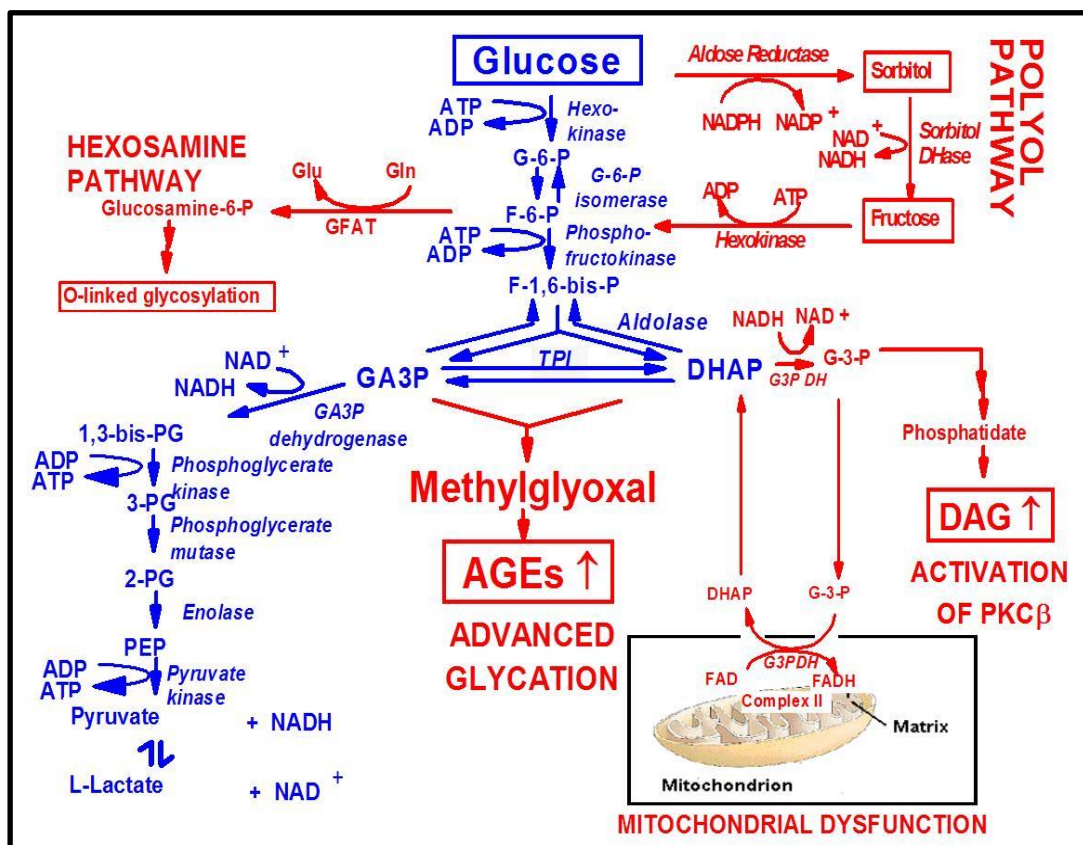 Glucose
Aldose Reductase
Sorbitol
POLYOL
PATHWAY
NADPH NADP +
NAD +
NADH
Sorbitol
DHase
Fructose
ADP ATP
Hexokinase
ATP
ADP
Hexo-
kinase
G-6-P
G-6-P
isomerase
F-6-P
ATP
ADP
Phospho-
fructokinase
F-1,6-bis-P
HEXOSAMINE
PATHWAY
Glu Gln
GFAT
Glucosamine-6-P
O-linked glycosylation
Aldolase
TPI
GA3P
DHAP
NADH NAD +
G3P DH
G-3-P
Phosphatidate
DAG ↑
ACTIVATION
OF PKCβ
NAD +
NADH
GA3P
dehydrogenase
1,3-bis-PG
ADP
ATP
Phosphoglycerate
kinase
3-PG
Phosphoglycerate
mutase
2-PG
Enolase
PEP
ADP
ATP
Pyruvate
kinase
Pyruvate + NADH
L-Lactate + NAD +
Methylglyoxal
AGEs ↑
ADVANCED
GLYCATION
DHAP G-3-P
G3PDH
FAD FADH
Complex II
Matrix
Mitochondrion
MITOCHONDRIAL DYSFUNCTION